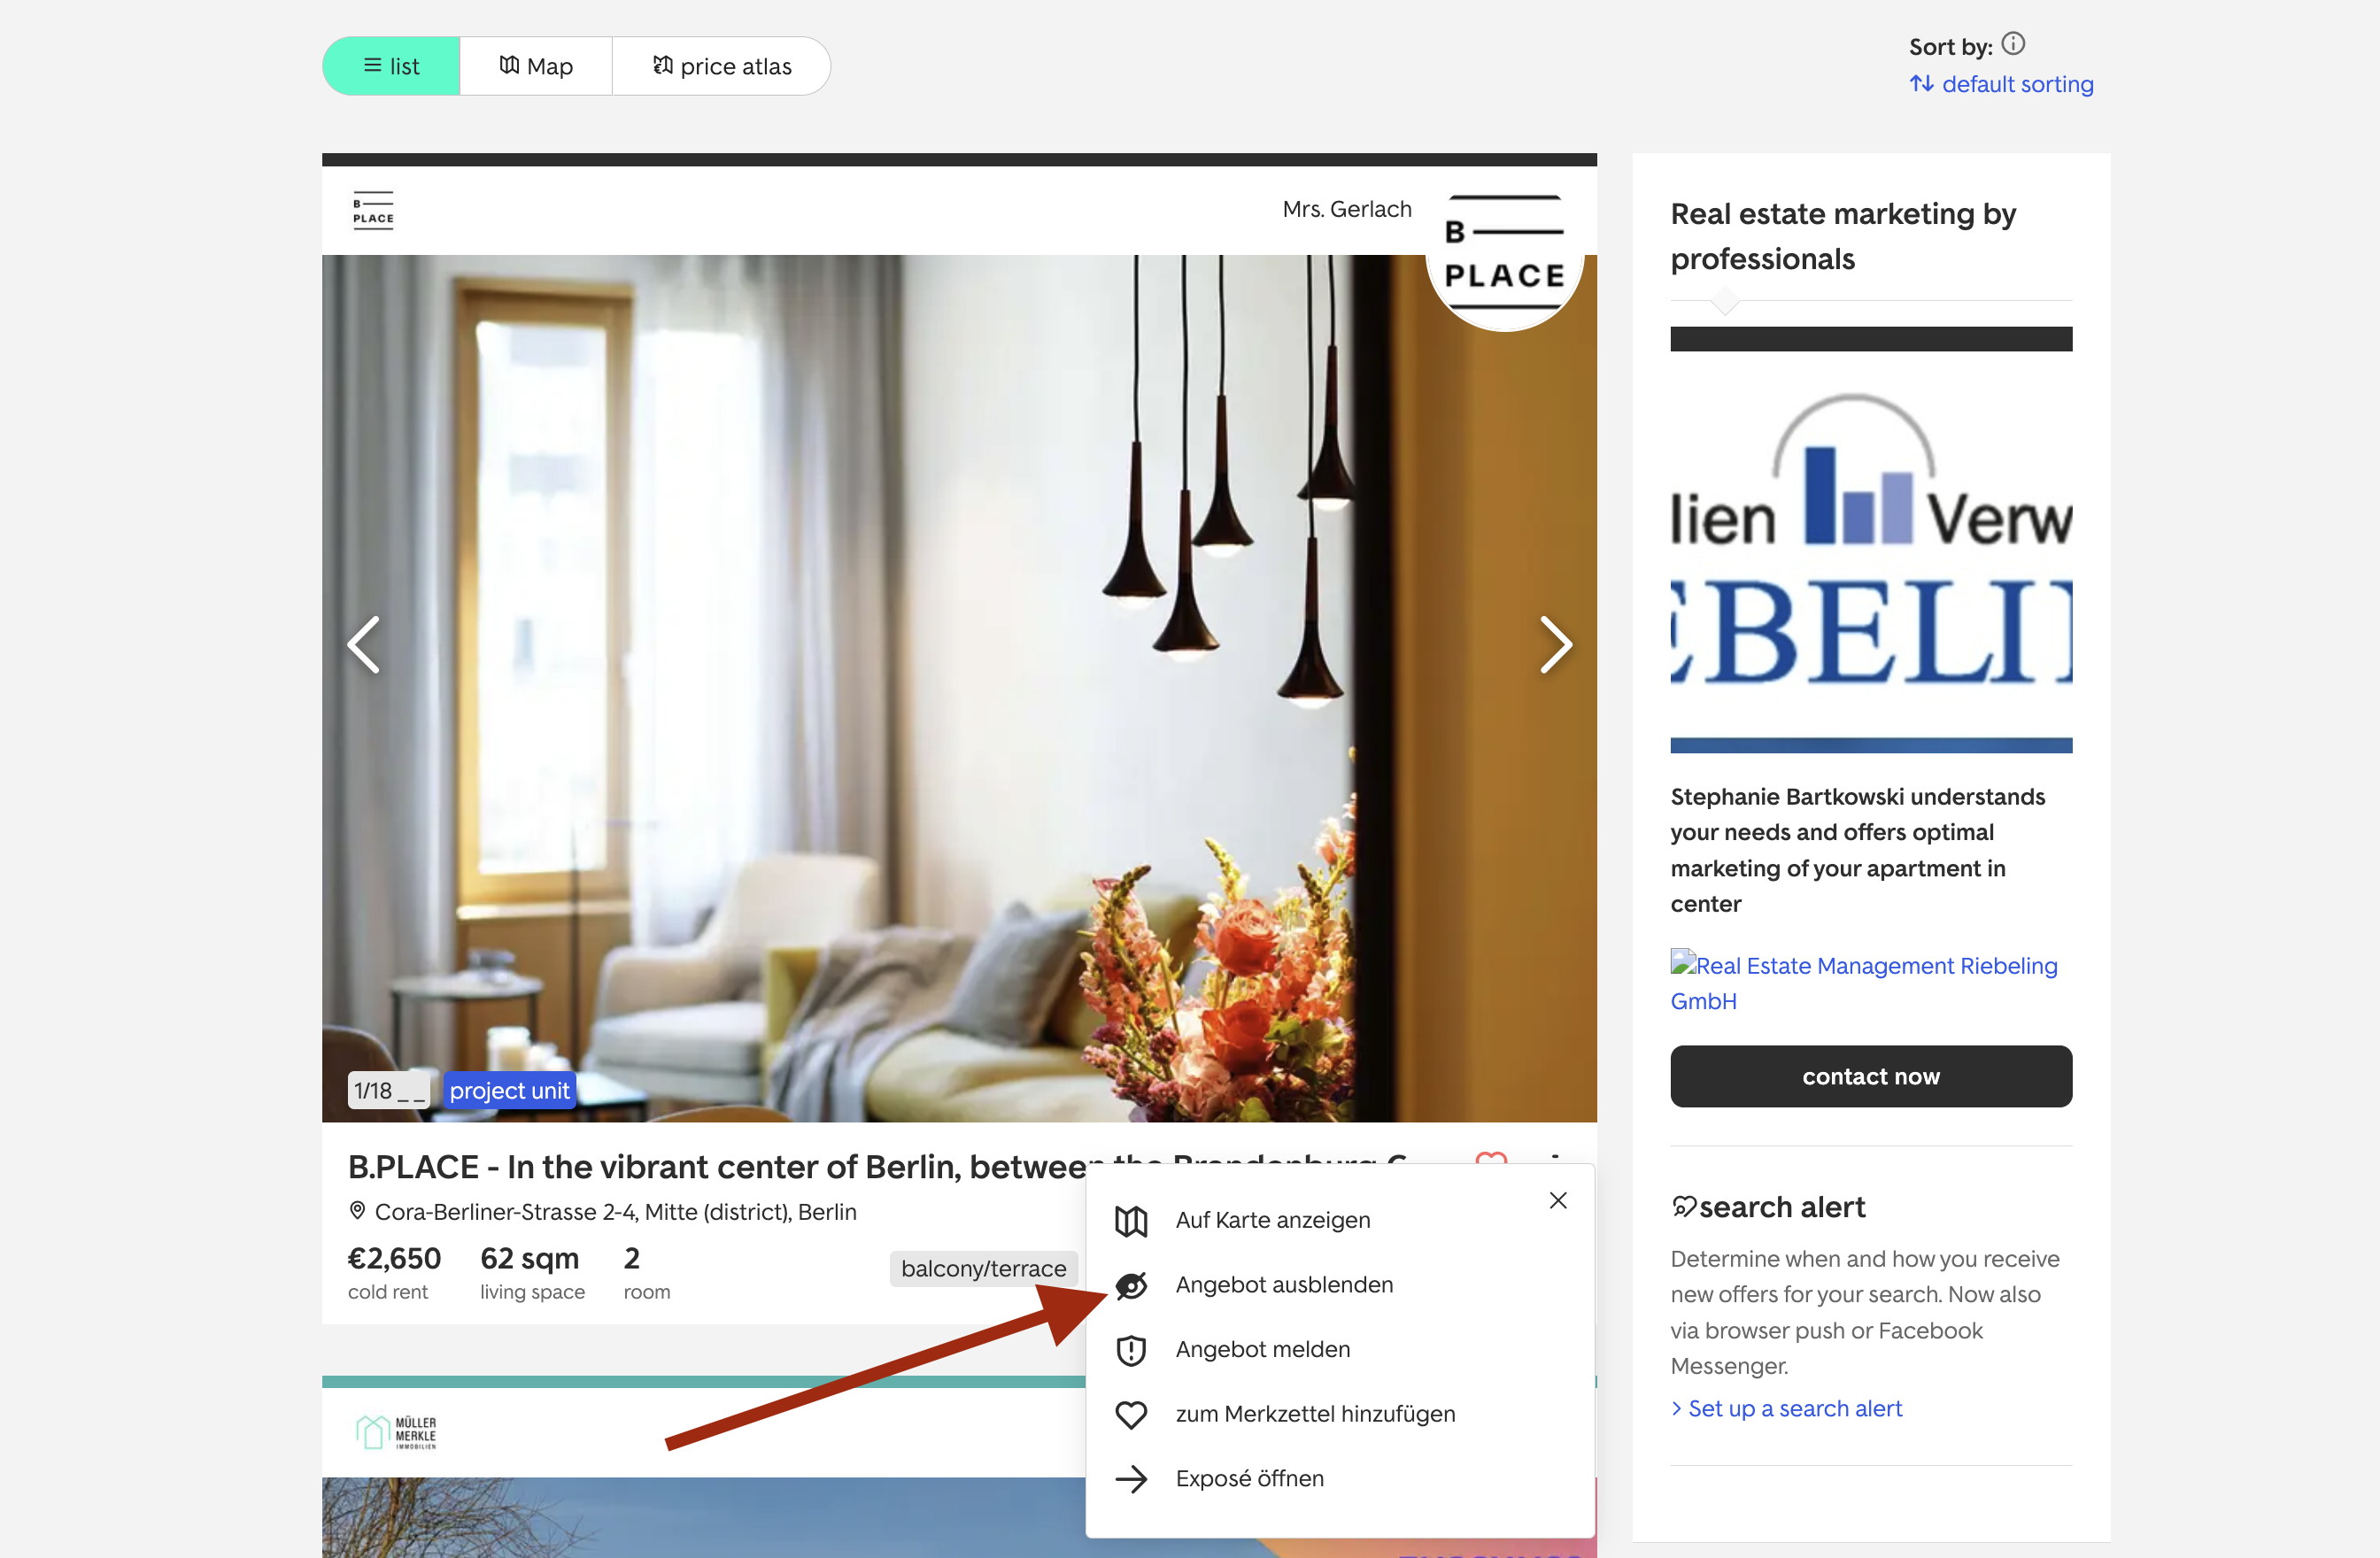 list
Map
price atlas
Sort by:
default sorting
B
PLACE
Mrs. Gerlach
B
PLACE
1/18 _ _
project unit
B.PLACE - In the vibrant center of Berlin, between the Brandenburg G
Cora-Berliner-Strasse 2-4, Mitte (district), Berlin
€2,650
62 sqm
2
cold rent
living space
room
balcony/terrace
Auf Karte anzeigen
Angebot ausblenden
Angebot melden
zum Merkzettel hinzufügen
Exposé öffnen
MÜLLER
MERKLE
IMMOBILIEN
Real estate marketing by
professionals
lien Verw
EBELI
Stephanie Bartkowski understands
your needs and offers optimal
marketing of your apartment in
center
Real Estate Management Riebeling
GmbH
contact now
search alert
Determine when and how you receive
new offers for your search. Now also
via browser push or Facebook
Messenger.
> Set up a search alert